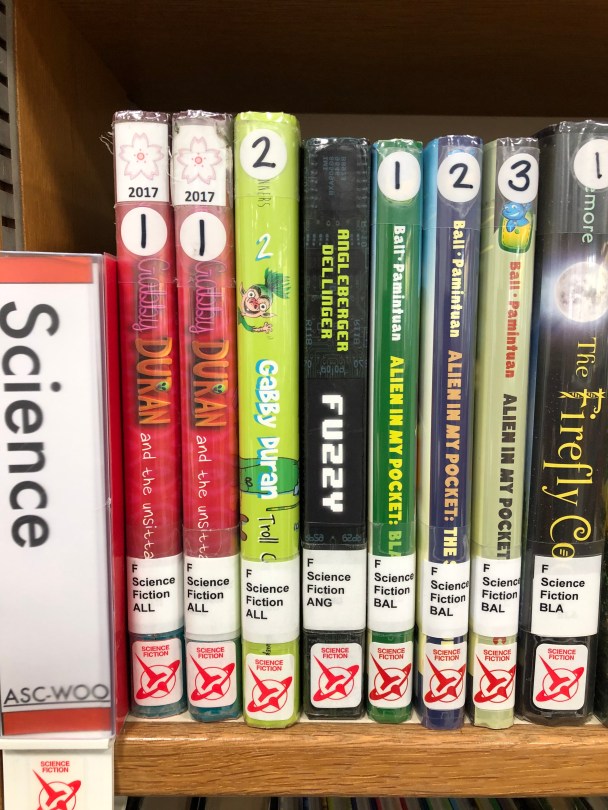 Science
ASC-WOO
SCIENCE
FICTION
2017
1
Gabby
DURAN
and the unsitta
F
Science
Fiction
ALL
SCIENCE
FICTION
2017
1
Gabby
DURAN
and the unsitta
F
Science
Fiction
ALL
SCIENCE
FICTION
2
2
Gabby Duran
Troll
F
Science
Fiction
ALL
SCIENCE
FICTION
ANGLEBERGER
DELLINGER
FUZZY
F
Science
Fiction
ANG
SCIENCE
FICTION
1
Ball·Pamintuan
ALIEN IN MY POCKET:
F
Science
Fiction
BAL
SCIENCE
FICTION
2
Ball·Pamintuan
ALIEN IN MY POCKET: THE
F
Science
Fiction
BAL
SCIENCE
FICTION
3
Ball·Pamintuan
ALIEN IN MY POCKET
F
Science
Fiction
BAL
SCIENCE
FICTION
1
more
The Firefly Co
F
Science
Fiction
BLA
SCIENCE
FICTION